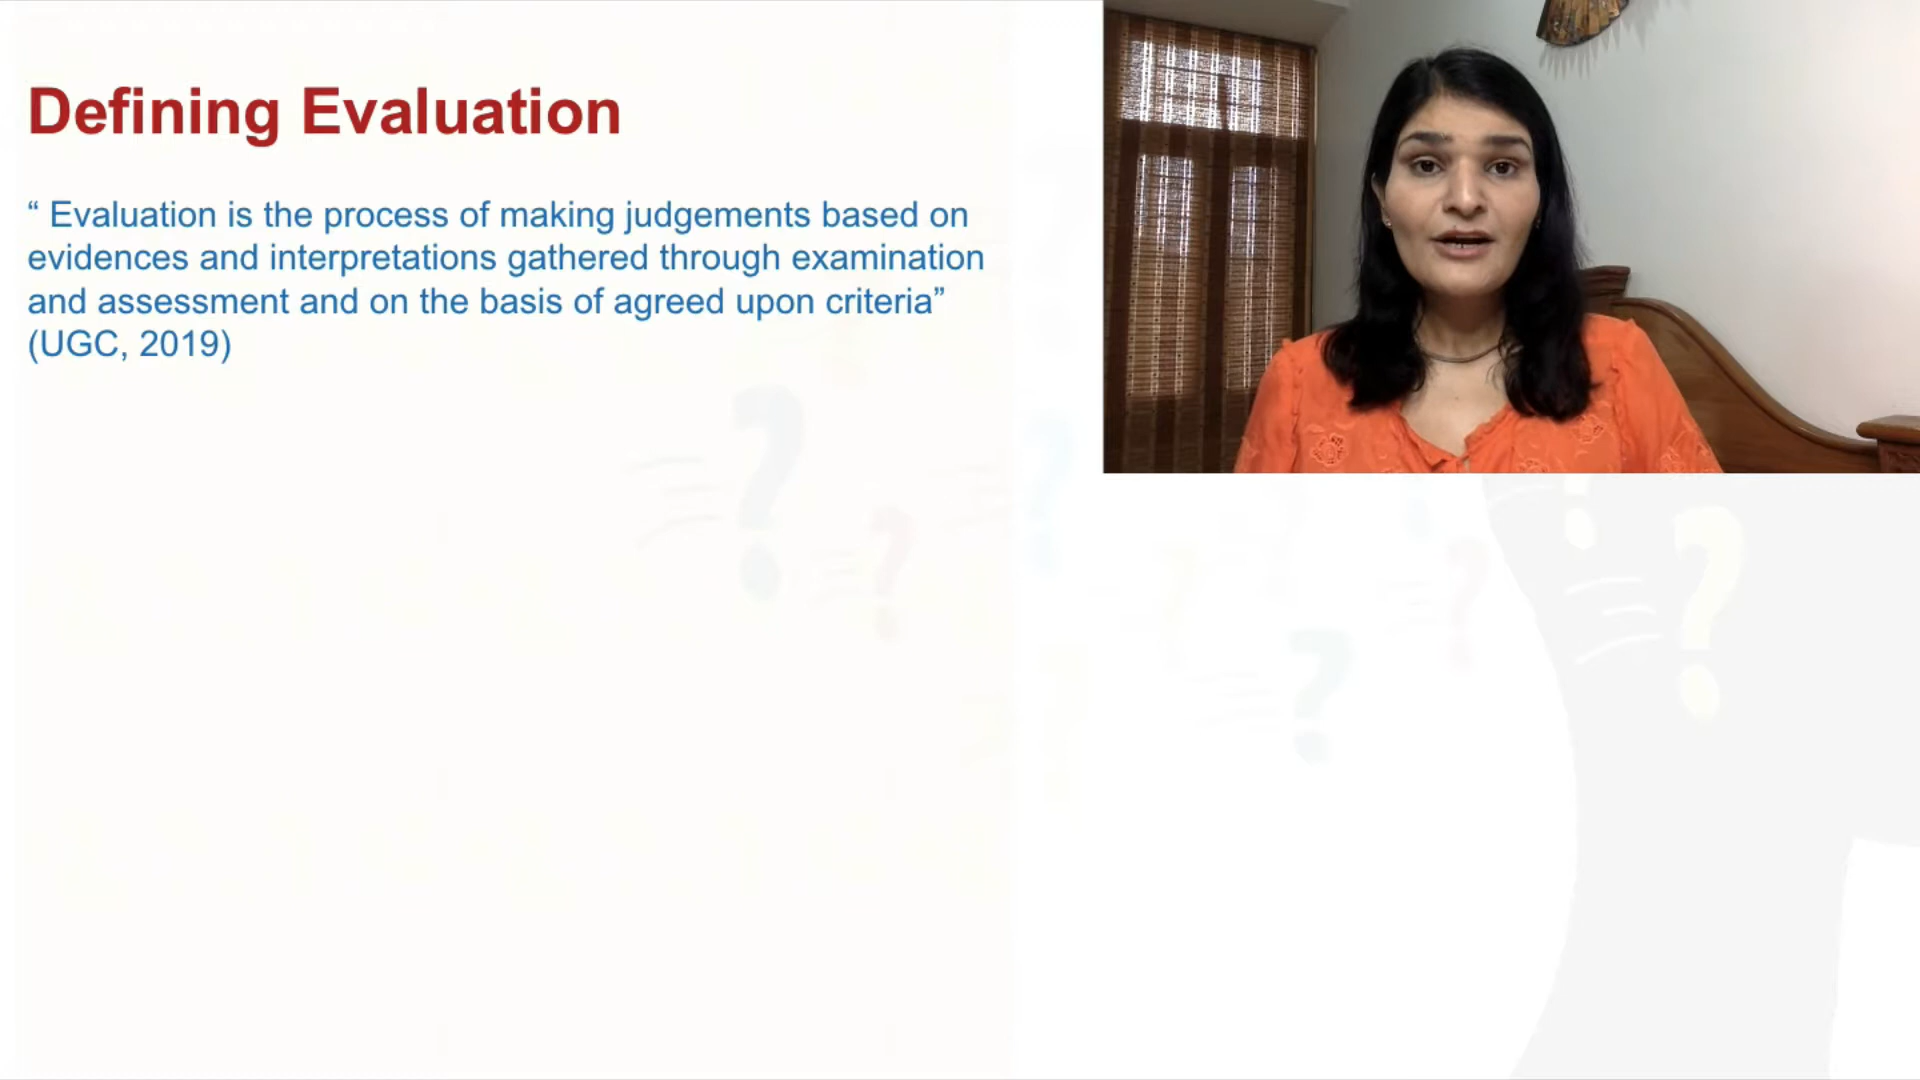 Defining Evaluation
“ Evaluation is the process of making judgements based on
evidences and interpretations gathered through examination
and assessment and on the basis of agreed upon criteria”
(UGC, 2019)